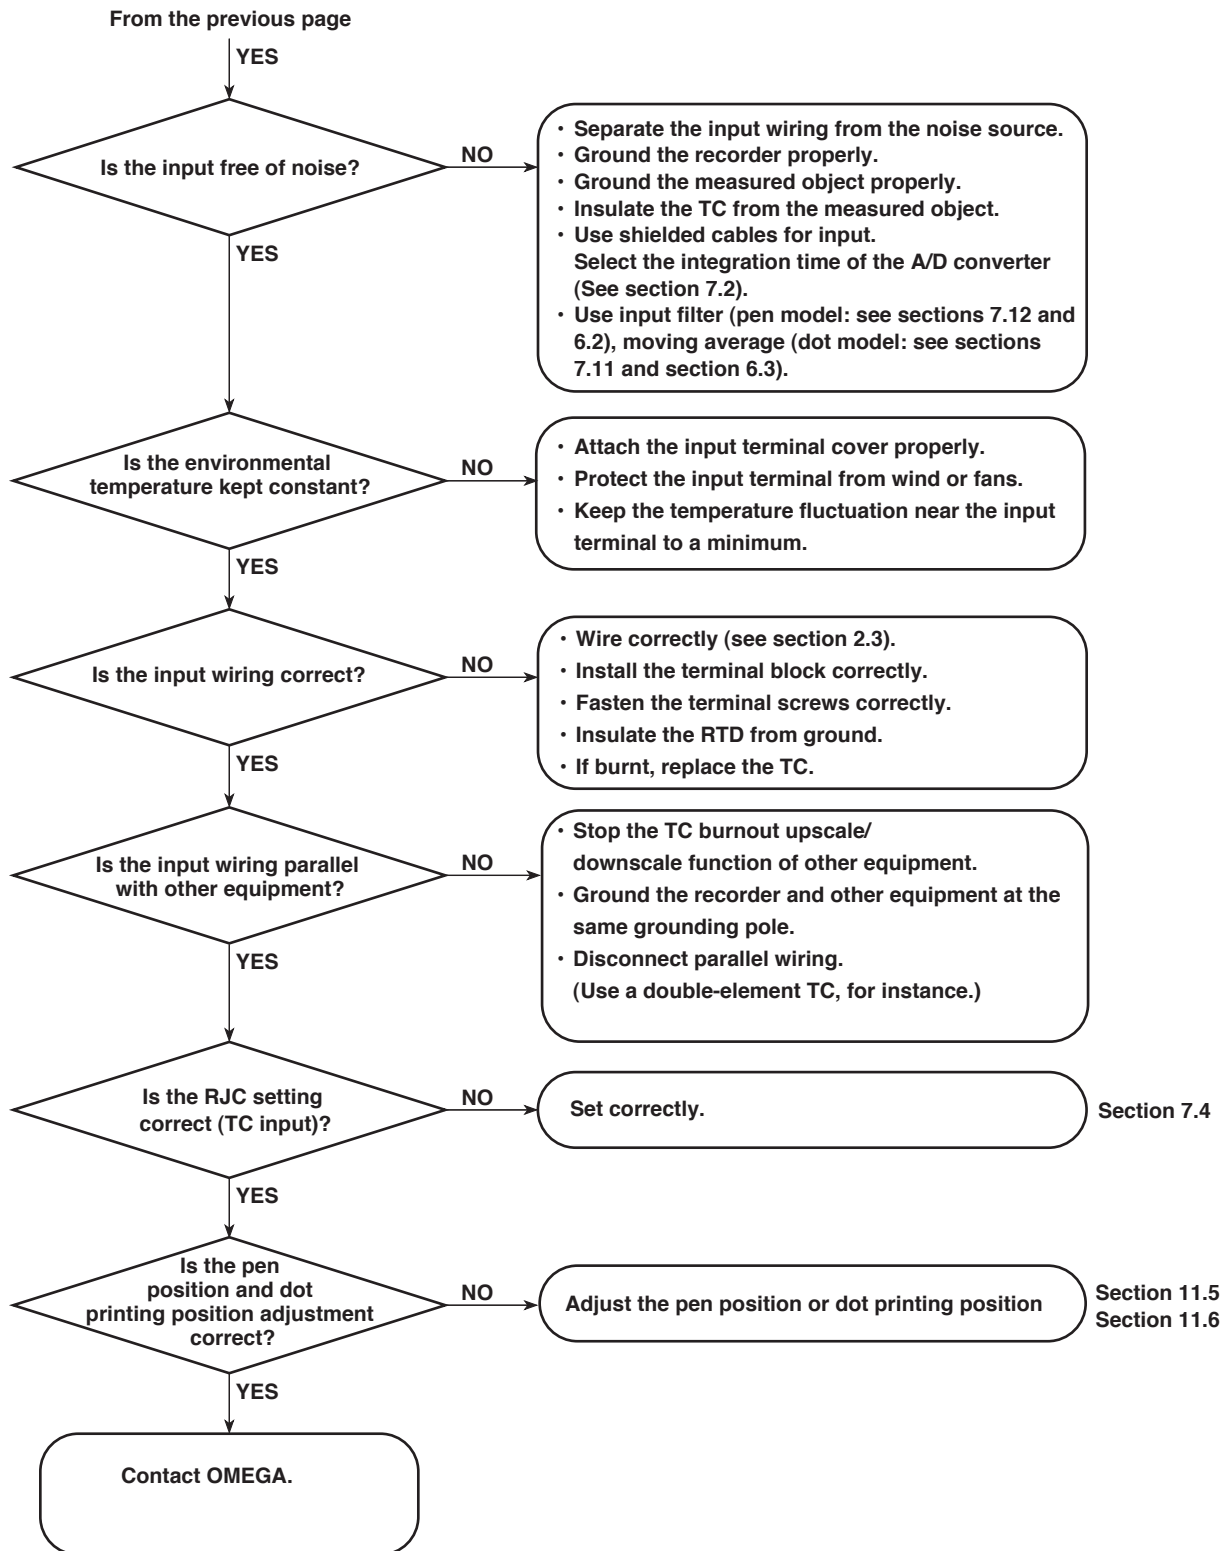 From the previous page
YES
Is the input free of noise?
NO
· Separate the input wiring from the noise source.
· Ground the recorder properly.
· Ground the measured object properly.
· Insulate the TC from the measured object.
· Use shielded cables for input.
Select the integration time of the A/D converter
(See section 7.2).
· Use input filter (pen model: see sections 7.12 and
6.2), moving average (dot model: see sections
7.11 and section 6.3).
YES
Is the environmental
temperature kept constant?
NO
· Attach the input terminal cover properly.
· Protect the input terminal from wind or fans.
· Keep the temperature fluctuation near the input
terminal to a minimum.
YES
Is the input wiring correct?
NO
· Wire correctly (see section 2.3).
· Install the terminal block correctly.
· Fasten the terminal screws correctly.
· Insulate the RTD from ground.
· If burnt, replace the TC.
YES
Is the input wiring parallel
with other equipment?
NO
· Stop the TC burnout upscale/
downscale function of other equipment.
· Ground the recorder and other equipment at the
same grounding pole.
· Disconnect parallel wiring.
(Use a double-element TC, for instance.)
YES
Is the RJC setting
correct (TC input)?
NO
Set correctly.
Section 7.4
YES
Is the pen
position and dot
printing position adjustment
correct?
NO
Adjust the pen position or dot printing position
Section 11.5
Section 11.6
YES
Contact OMEGA.